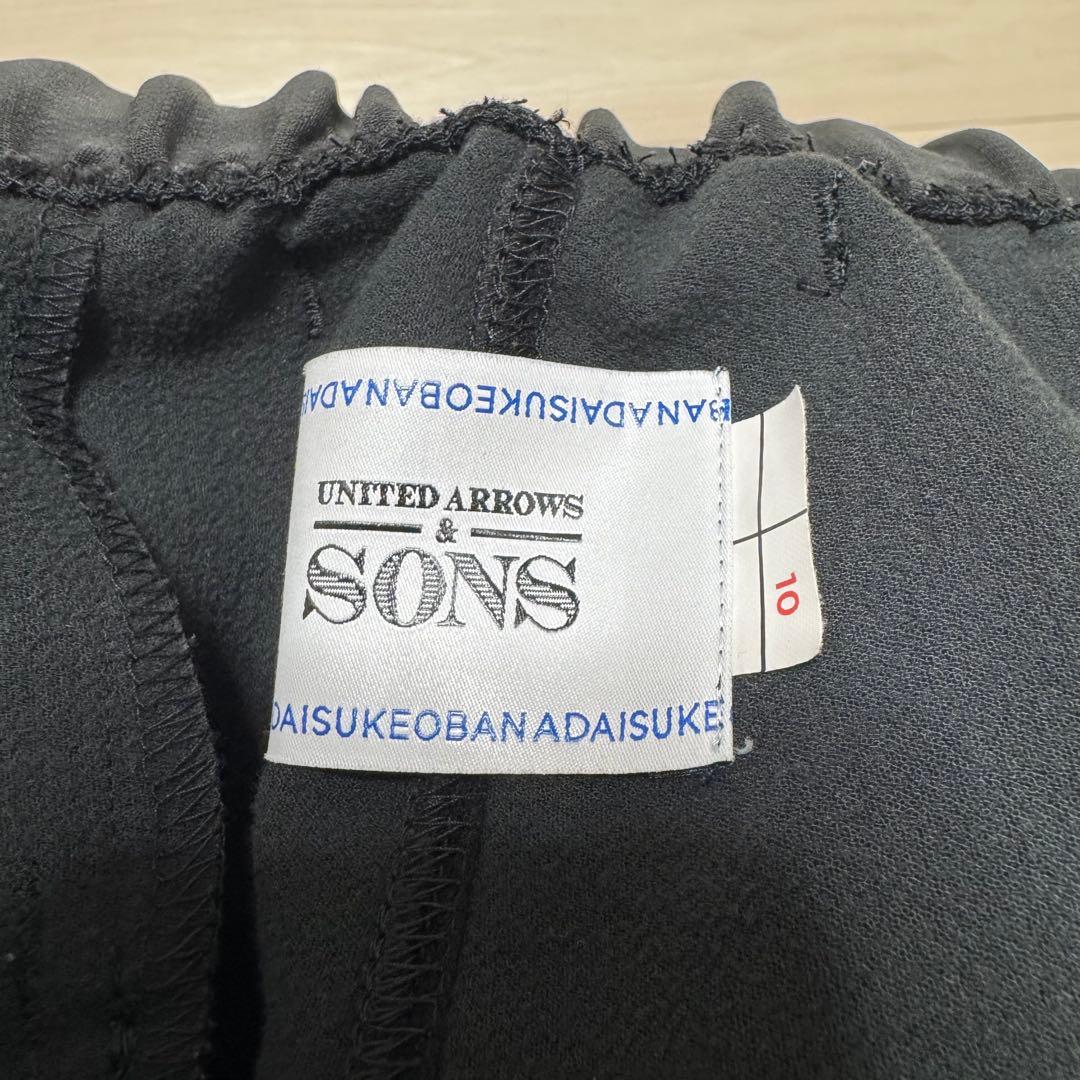 BANADAISUKEOBANADAI
UNITED ARROWS
&
SONS
DAISUKEOBANADAISUKE
10